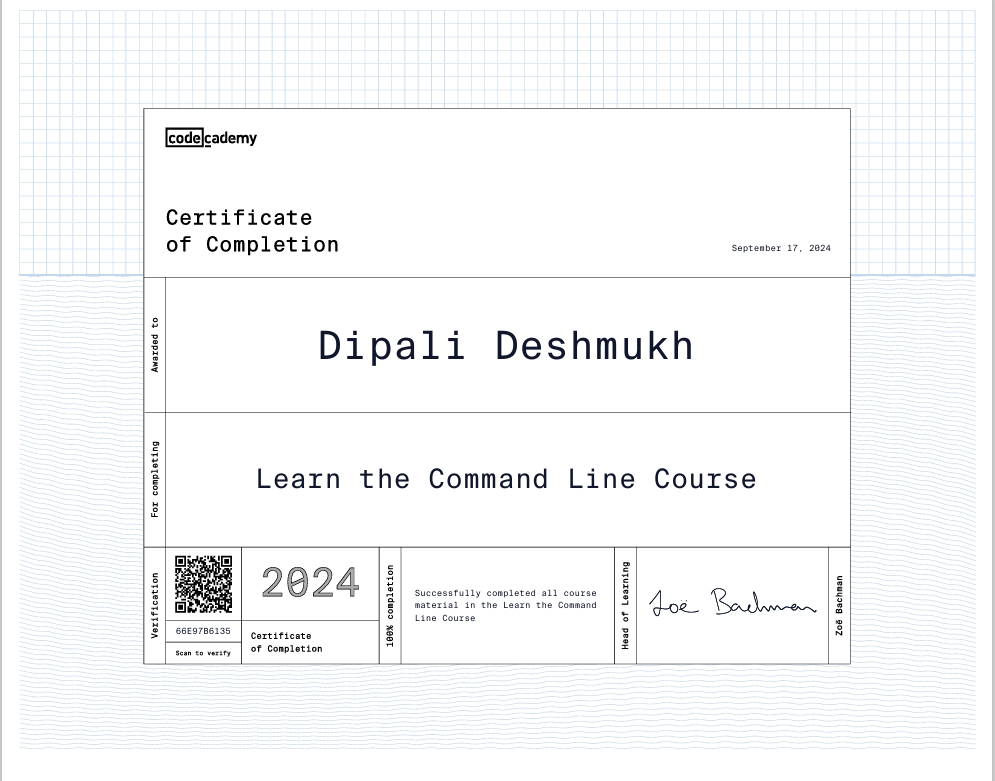 codecademy
Certificate
of Completion
September 17, 2024
Awarded to
Dipali Deshmukh
For completing
Learn the Command Line Course
Verification
66E97B6135
Scan to verify
2024
Certificate
of Completion
100% completion
Successfully completed all course
material in the Learn the Command
Line Course
Head of Learning
Zoë Bachman
Zoë Bachman